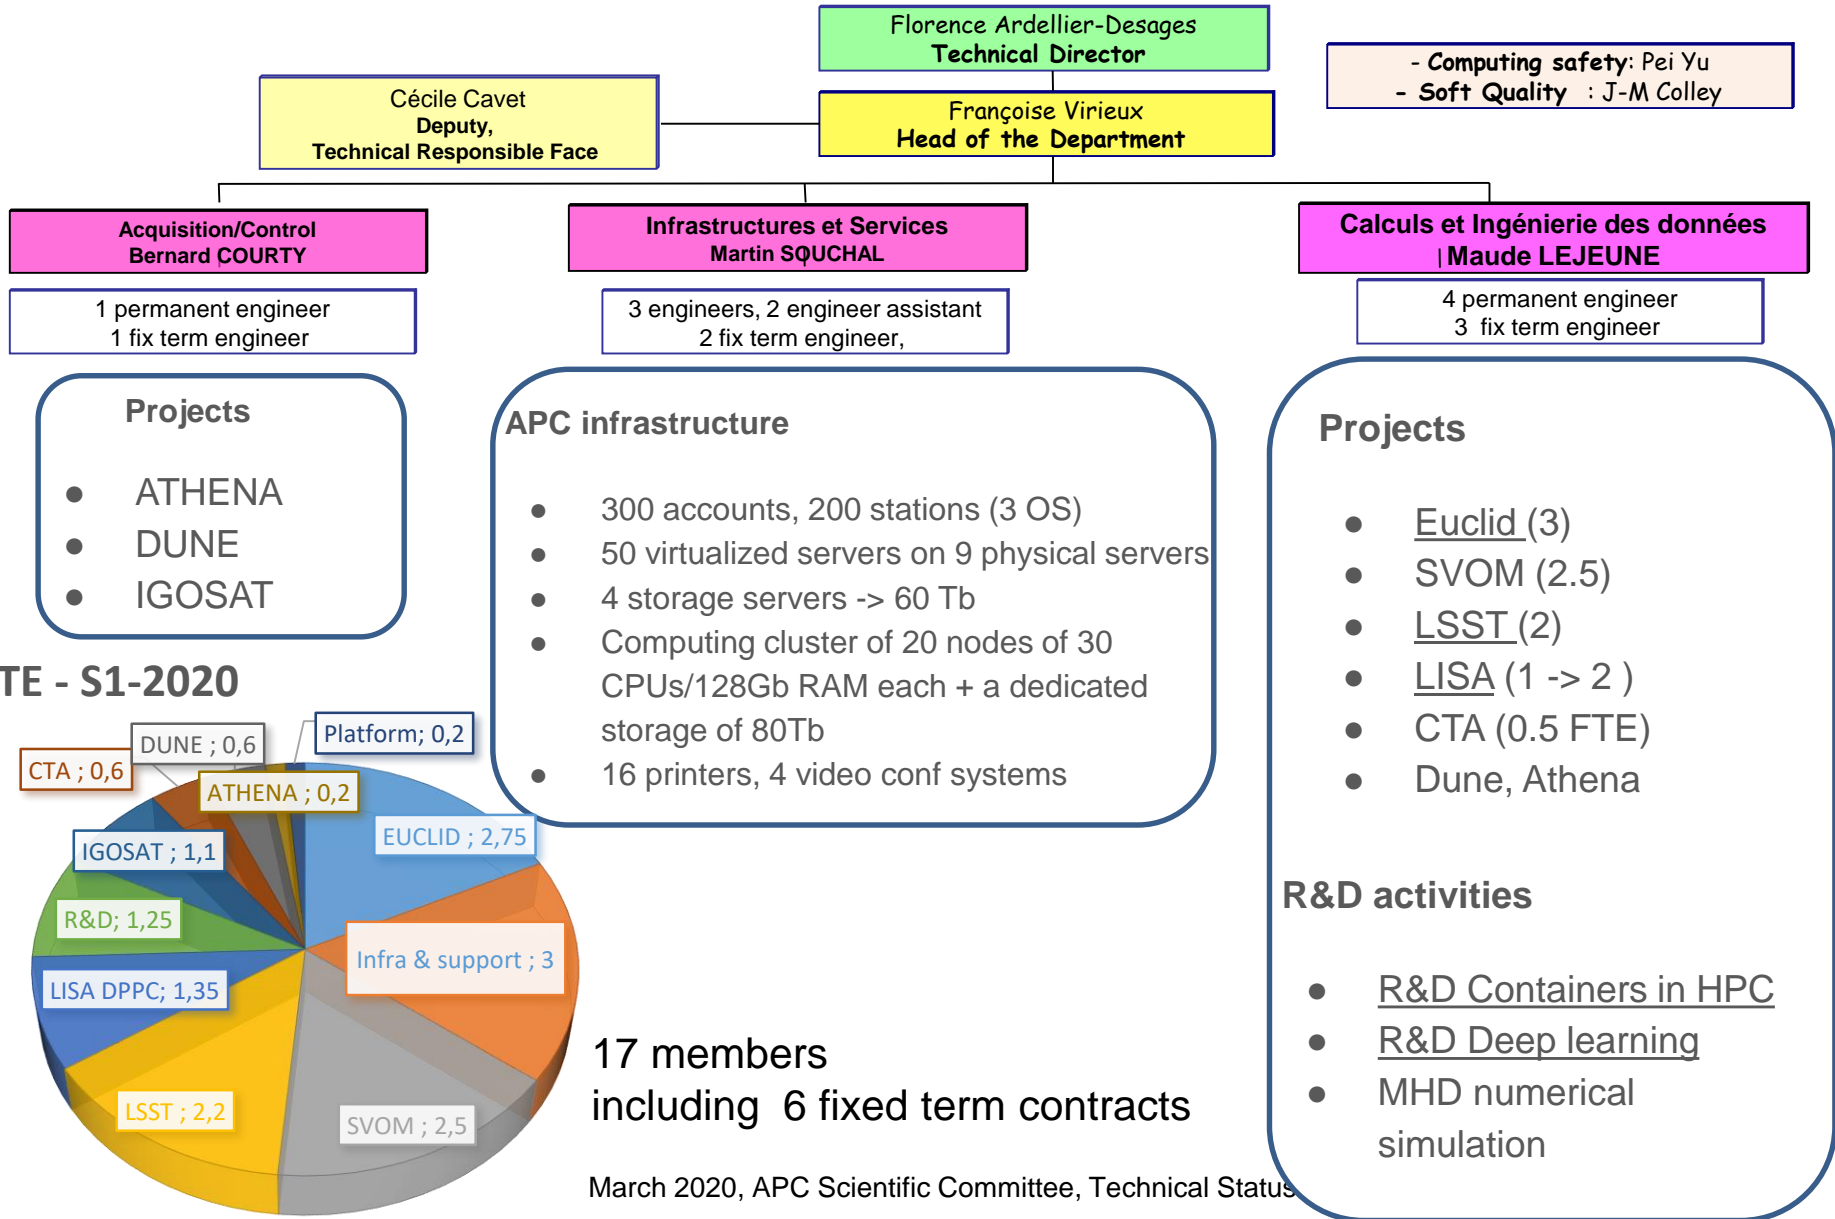 Florence Ardellier-Desages
Technical Director
- Computing safety: Pei Yu
- Soft Quality : J-M Colley
Cécile Cavet
Deputy,
Technical Responsible Face
Françoise Virieux
Head of the Department
Acquisition/Control
Bernard COURTY
Infrastructures et Services
Martin SOUCHAL
Calculs et Ingénierie des données
Maude LEJEUNE
1 permanent engineer
1 fix term engineer
3 engineers, 2 engineer assistant
2 fix term engineer,
4 permanent engineer
3 fix term engineer
Projects
● ATHENA
● DUNE
● IGOSAT
APC infrastructure
● 300 accounts, 200 stations (3 OS)
● 50 virtualized servers on 9 physical servers
● 4 storage servers -> 60 Tb
● Computing cluster of 20 nodes of 30
CPUs/128Gb RAM each + a dedicated
storage of 80Tb
● 16 printers, 4 video conf systems
Projects
● Euclid (3)
● SVOM (2.5)
● LSST (2)
● LISA (1 -> 2 )
● CTA (0.5 FTE)
● Dune, Athena
R&D activities
● R&D Containers in HPC
● R&D Deep learning
● MHD numerical
simulation
TE - S1-2020
DUNE ; 0,6
Platform; 0,2
CTA ; 0,6
ATHENA ; 0,2
EUCLID ; 2,75
IGOSAT ; 1,1
R&D; 1,25
Infra & support ; 3
LISA DPPC; 1,35
LSST ; 2,2
SVOM ; 2,5
17 members
including 6 fixed term contracts
March 2020, APC Scientific Committee, Technical Status